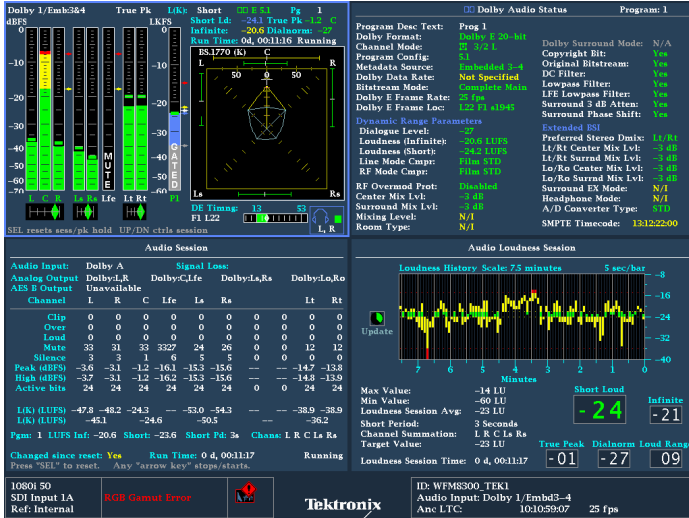 Dolby 1/Emb:3&4 True Pk L(K): Short E 5.1 Pg 1
dBFS LKFS Short Ld: -24.1 True Pk -1.2 C
Infinite: -20.6 Dialnorm: -27
Run Time: 0d, 00:11:16 Running
ES.1770 (K)
50 0 50
L C R Ls Rs Lfe Lt Rt P1
MUTE
GATED
Ls Rs
DE Timng: 13 53
F1 L22
L, R
SEL resets sess/pk hold UP/DN ctrls session
Dolby Audio Status Program: 1
Program Desc Text: Prog 1
Dolby Format: Dolby E 20-bit
Channel Mode: 3/2 L
Program Config: 5.1
Metadata Source: Embedded 3-4
Dolby Data Rate: Not Specified
Bitstream Mode: Complete Main
Dolby E Frame Rate: 25 fps
Dolby E Frame Loc: L22 F1 s1945
Dynamic Range Parameters
Dialogue Level: -27
Loudness (Infinite): -20.6 LUFS
Loudness (Short): -24.2 LUFS
Line Mode Cmpr: Film STD
RF Mode Cmpr: Film STD
RF Overmod Prot: Disabled
Center Mix Lvl: -3 dB
Surround Mix Lvl: -3 dB
Mixing Level: N/I
Room Type: N/I
Dolby Surround Mode: N/A
Copyright Bit: Yes
Original Bitstream: Yes
DC Filter: Yes
Lowpass Filter: Yes
LFE Lowpass Filter: Yes
Surround 3 dB Atten: Yes
Surround Phase Shift: Yes
Extended BSI
Preferred Stereo Dmix: Lt/Rt
Lt/Rt Center Mix Lvl: -3 dB
Lt/Rt Surrnd Mix Lvl: -3 dB
Lo/Ro Center Mix Lvl: -3 dB
Lo/Ro Surrnd Mix Lvl: -3 dB
Surround EX Mode: N/I
Headphone Mode: N/I
A/D Converter Type: STD
SMPTE Timecode: 13:12:22:00
Audio Session
Audio Input: Dolby A Signal Loss:
Analog Output Dolby:L,R Dolby:C,Lfe Dolby:Ls,Rs Dolby:Lo,Ro
AES B Output Unavailable
Channel L R C Lfe Ls Rs Lt Rt
Clip 0 0 0 0 0 0 0 0 0 0
Over 0 0 0 0 0 0 0 0 0 0
Loud 0 0 0 0 0 0 0 0 0 0
Mute 33 31 33 3327 24 26 0 0 12 12
Silence 3 3 1 6 5 5 0 0 0 0
Peak (dBFS) -3.6 -3.1 -1.2 -16.1 -15.3 -15.6 -- -- -14.7 -13.8
High (dBFS) -3.7 -3.1 -1.2 -16.2 -15.3 -15.6 -- -- -14.8 -13.9
Active bits 24 24 24 24 24 24 0 0 24 24
L(K) (LUFS) -47.8 -48.2 -24.3 -- -53.0 -54.3 -- -- -38.9 -38.9
L(K) (LUFS) -45.1 -24.6 -50.5 -- -36.2
Pgm: 1 LUFS Inf: -20.6 Short: -23.6 Short Pd: 3s Chans: L R C Ls Rs
Changed since reset: Yes Run Time: 0 d, 00:11:17 Running
Press "SEL" to reset. Any "arrow key" stops/starts.
Audio Loudness Session
Loudness History Scale: 7.5 minutes 5 sec/bar
-8
-16
-24
-32
-40
7 6 5 4 3 2 1 0
Minutes
Update
Max Value: -14 LU
Min Value: -60 LU
Loudness Session Avg: -23 LU
Short Period: 3 Seconds
Channel Summation: L R C Ls Rs
Target Value: -23 LU
Loudness Session Time: 0 d, 00:11:17
Short Loud
-24
Infinite
-21
True Peak Dialnorm Loud Range
-01 -27 09
1080i 50
SDI Input 1A
Ref: Internal
RGB Gamut Error
Tektronix
ID: WFM8300_TEK1
Audio Input: Dolby 1/Embd3-4
Anc LTC: 10:10:59:07 25 fps